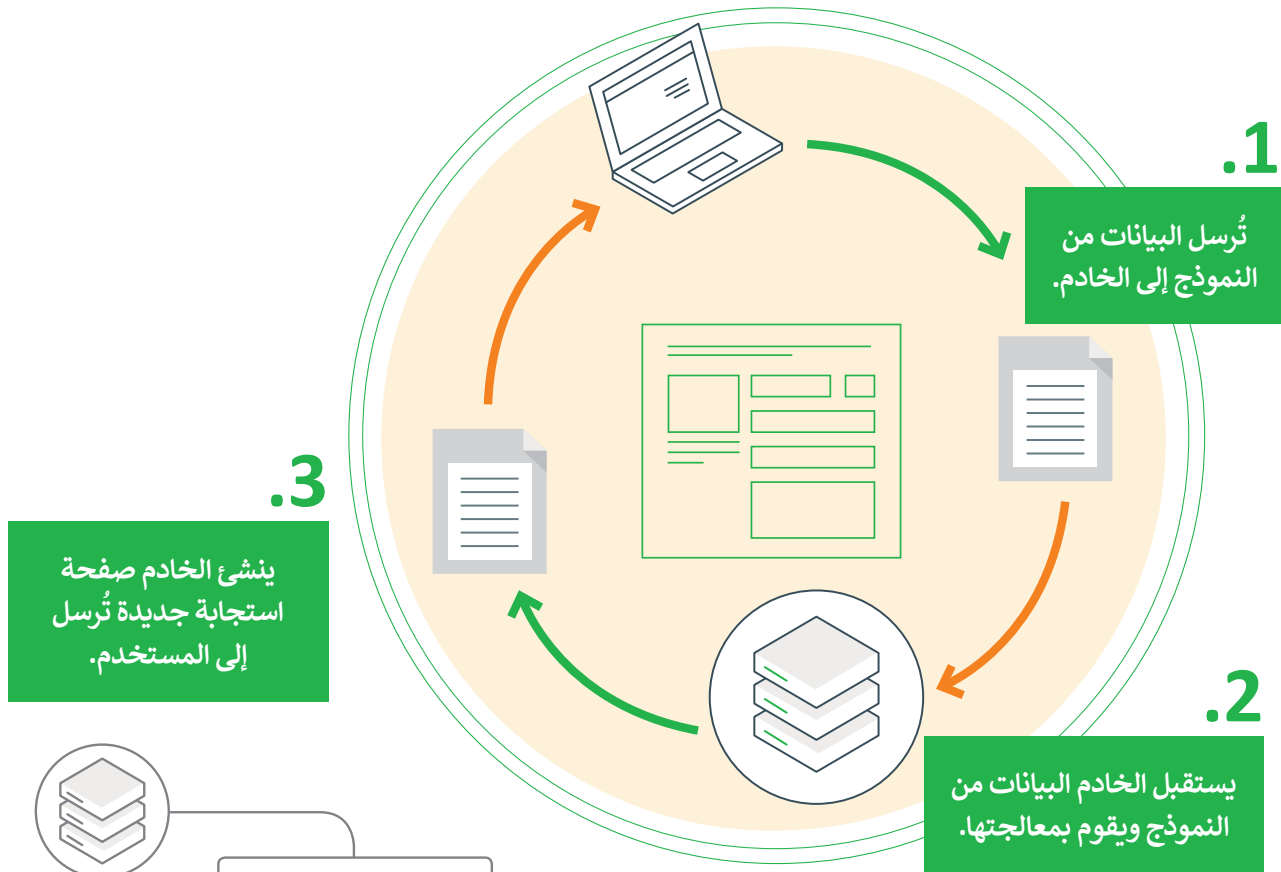 1.
تُرسل البيانات من
النموذج إلى الخادم.
2.
يستقبل الخادم البيانات من
النموذج ويقوم بمعالجتها.
3.
ينشئ الخادم صفحة
استجابة جديدة تُرسل
إلى المستخدم.